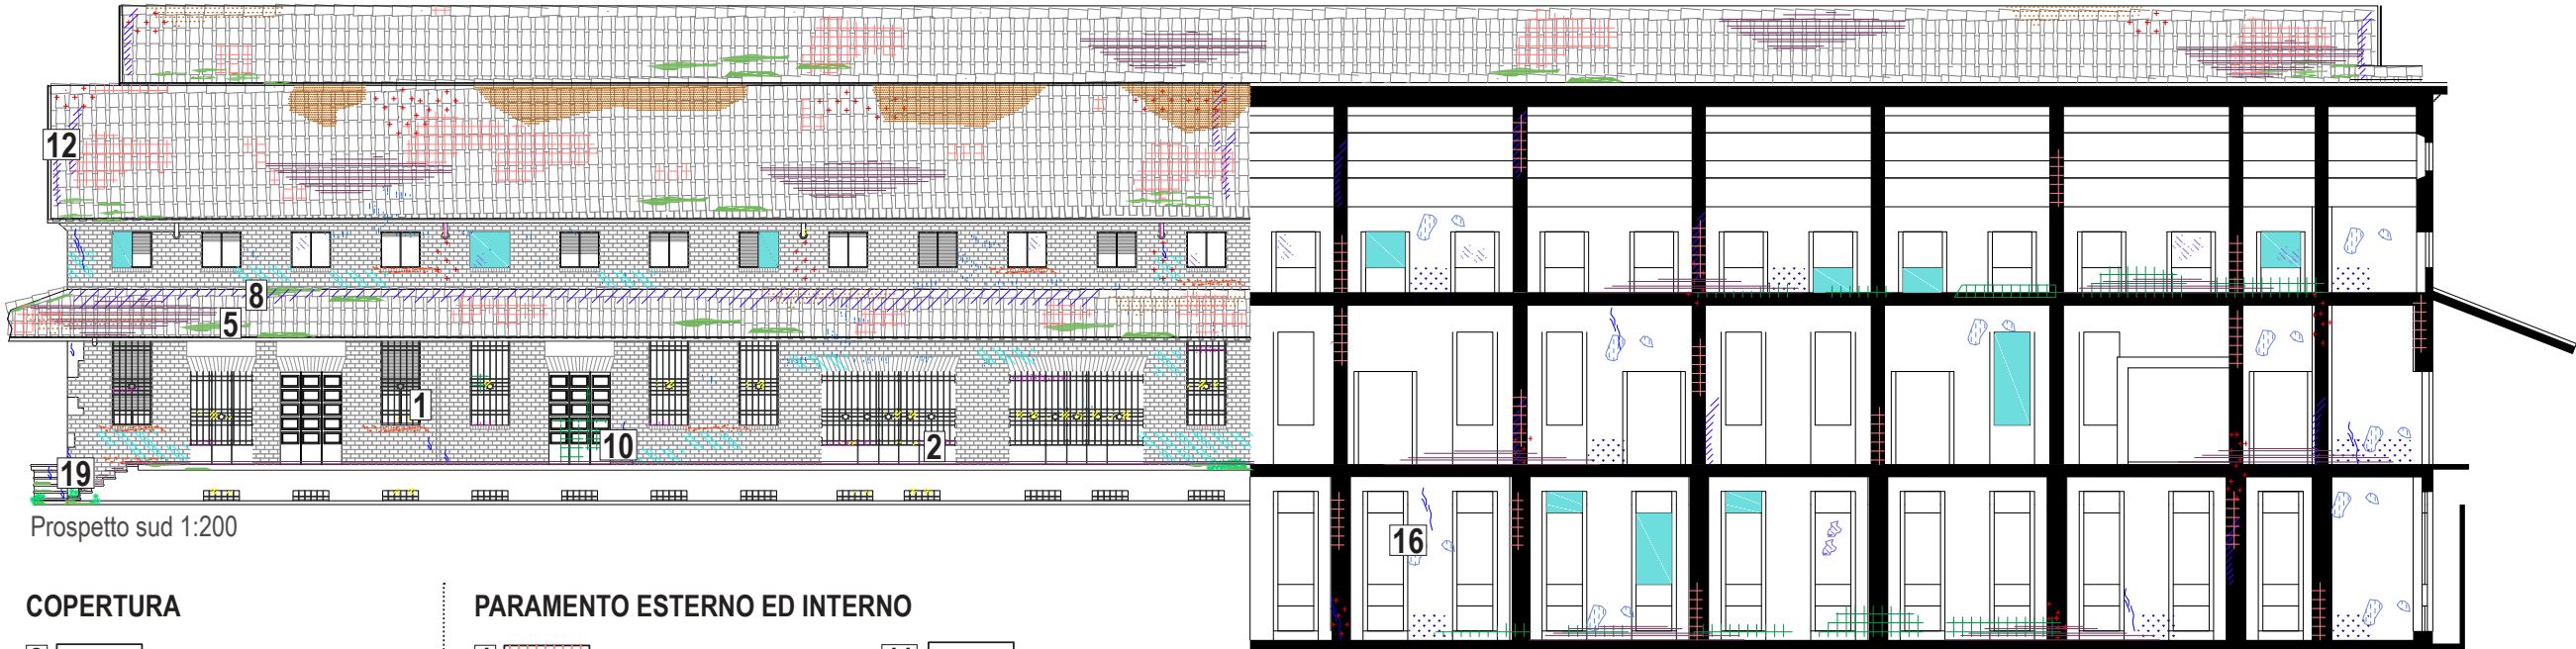 12
8
5
1
10
2
19
16
Prospetto sud 1:200
COPERTURA
PARAMENTO ESTERNO ED INTERNO